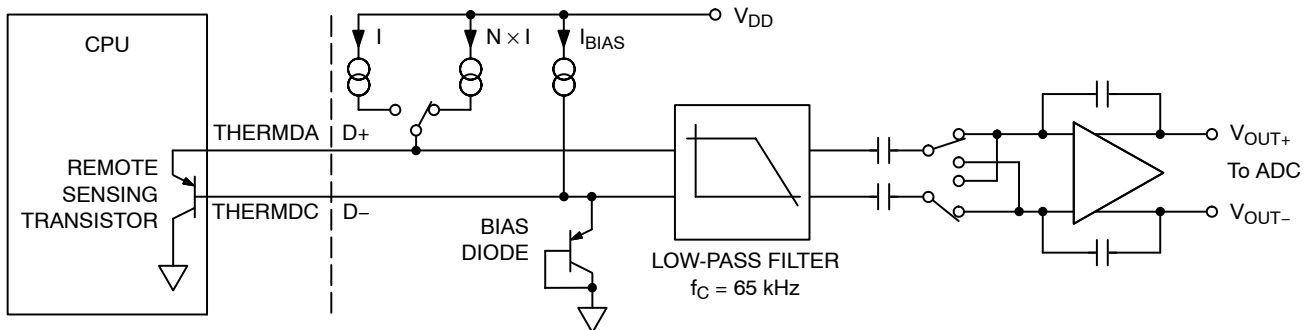 CPU
I
N × I
I_BIAS
V_DD
THERMDA
D+
REMOTE
SENSING
TRANSISTOR
THERMDC
D−
BIAS
DIODE
LOW-PASS FILTER
f_C = 65 kHz
V_OUT+
To ADC
V_OUT−